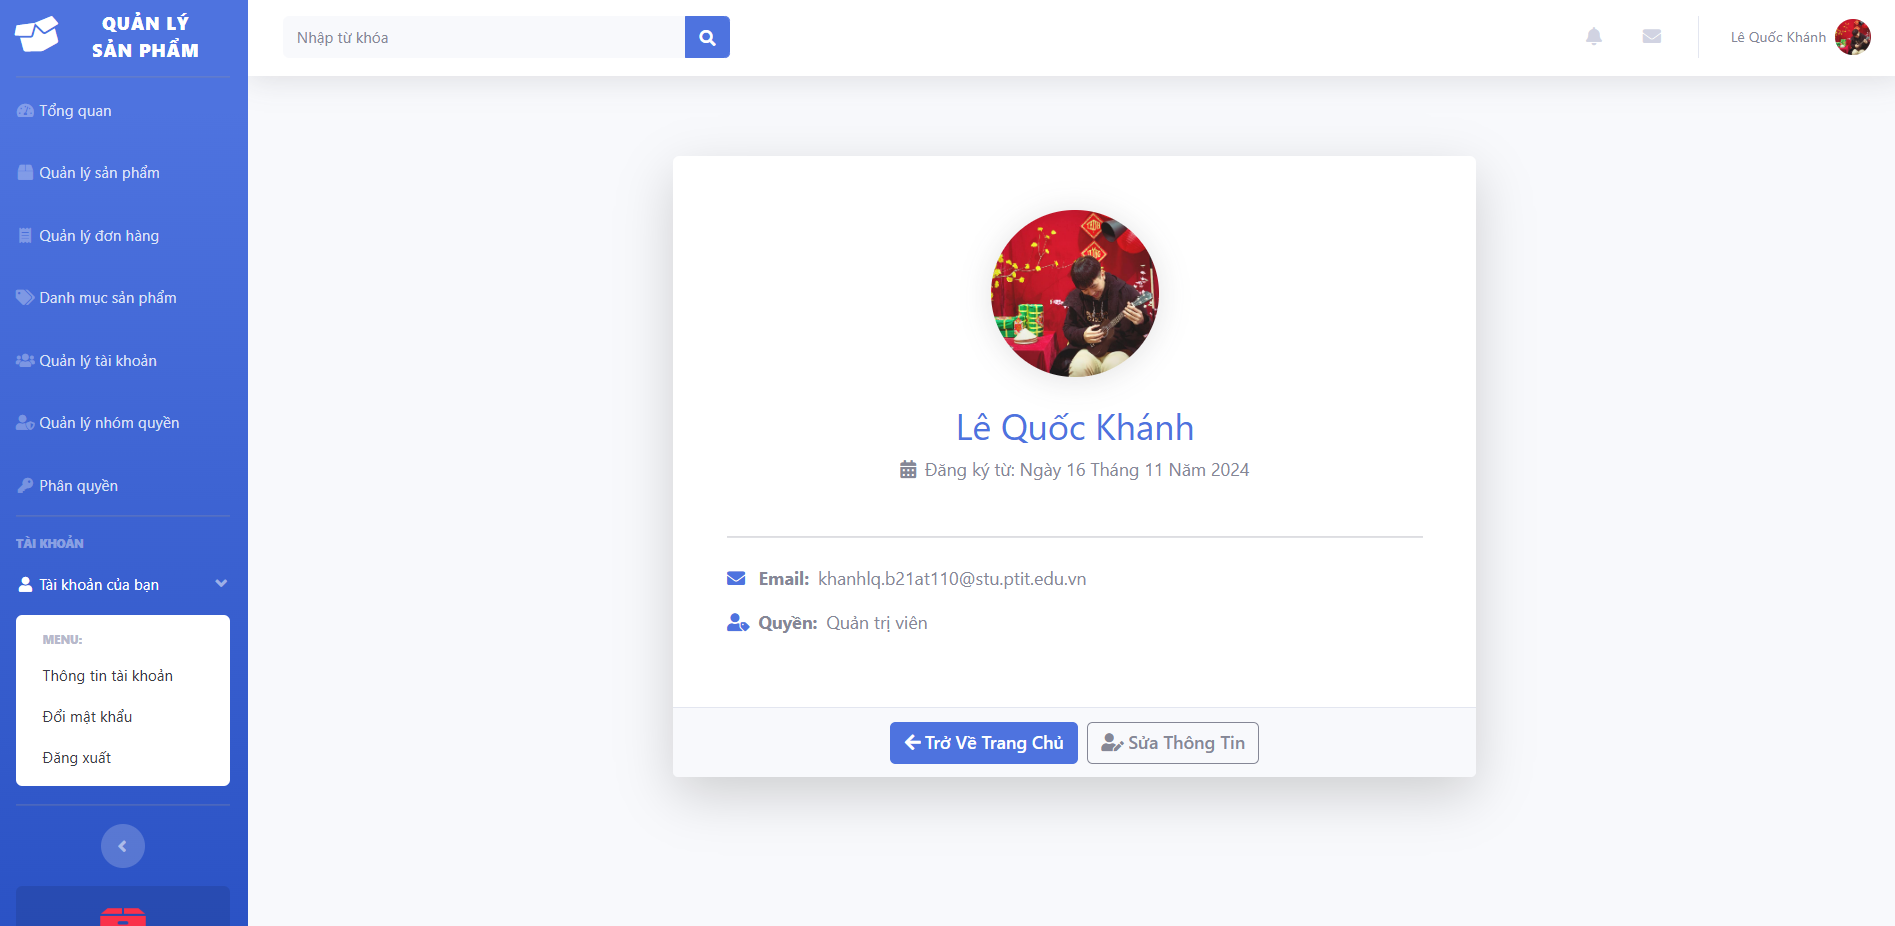 QUẢN LÝ
SẢN PHẨM
Nhập từ khóa
Lê Quốc Khánh
Tổng quan
Quản lý sản phẩm
Quản lý đơn hàng
Danh mục sản phẩm
Quản lý tài khoản
Quản lý nhóm quyền
Phân quyền
TÀI KHOẢN
Tài khoản của bạn
MENU:
Thông tin tài khoản
Đổi mật khẩu
Đăng xuất
Lê Quốc Khánh
Đăng ký từ: Ngày 16 Tháng 11 Năm 2024
Email: khanhlq.b21at110@stu.ptit.edu.vn
Quyền: Quản trị viên
Trở Về Trang Chủ
Sửa Thông Tin